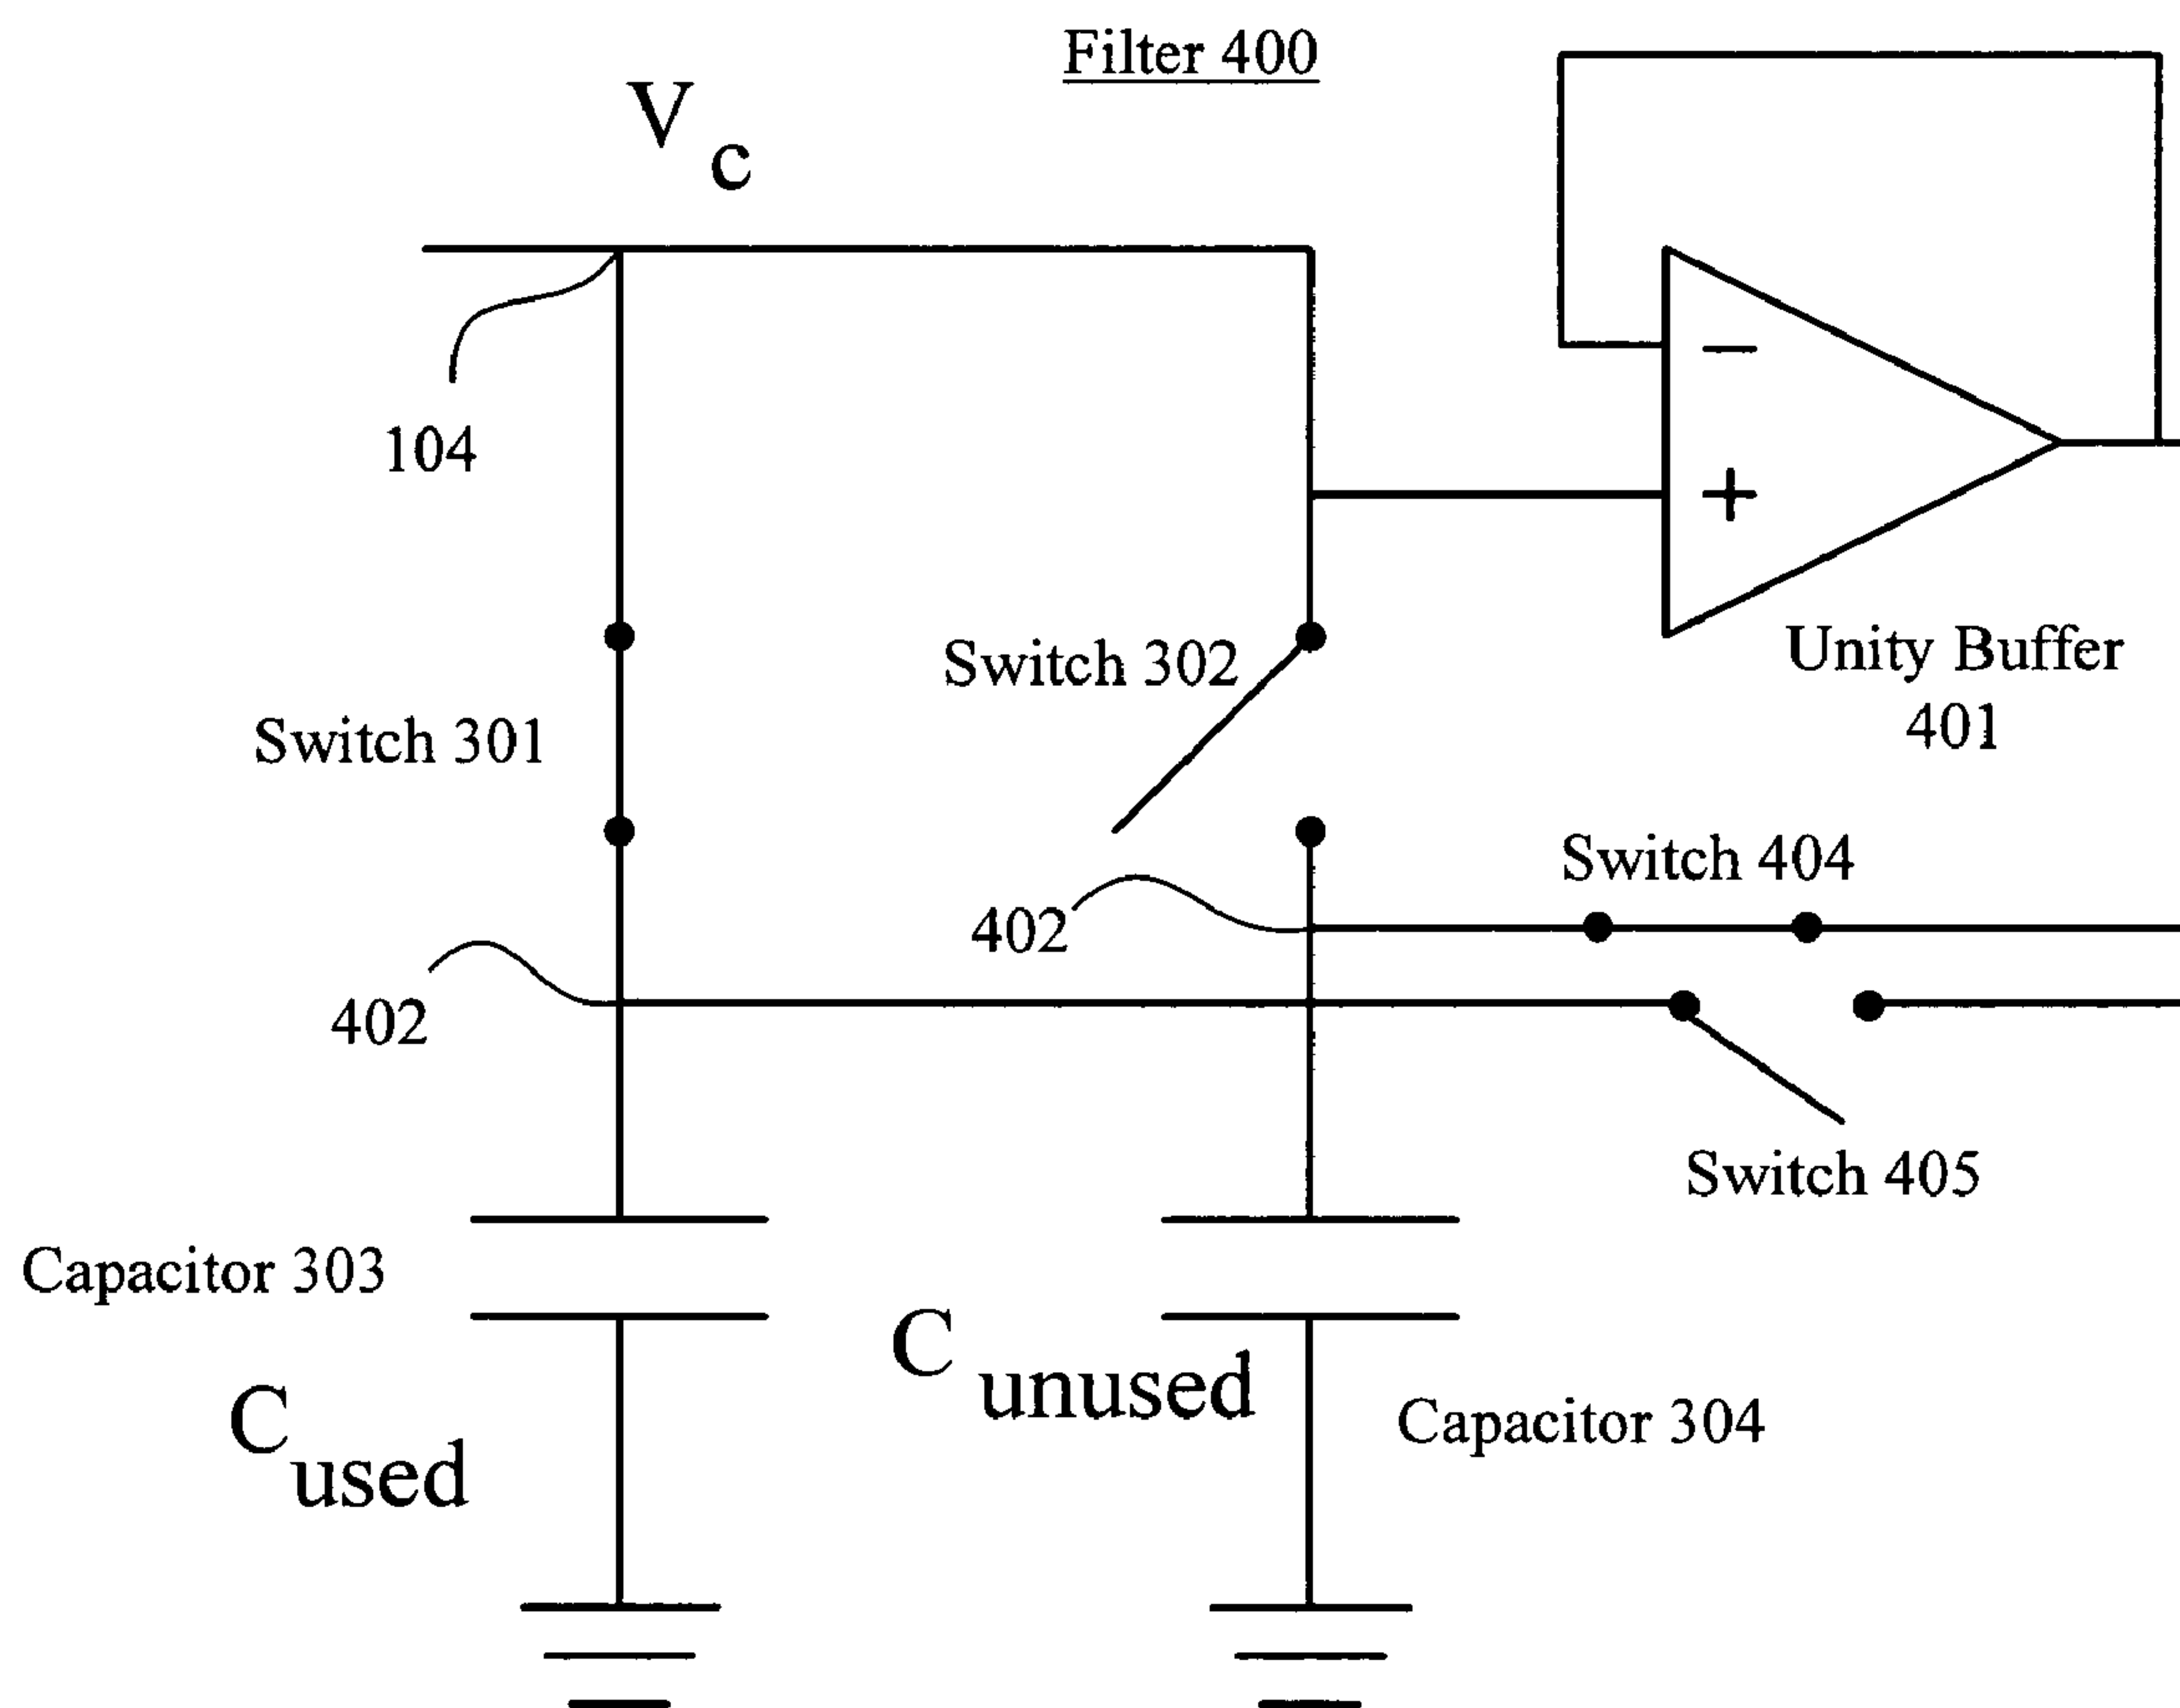 Filter 400
V
C
104
−
+
Switch 302
Unity Buffer
401
Switch 301
Switch 404
402
402
Switch 405
Capacitor 303
C unused
Capacitor 304
C used